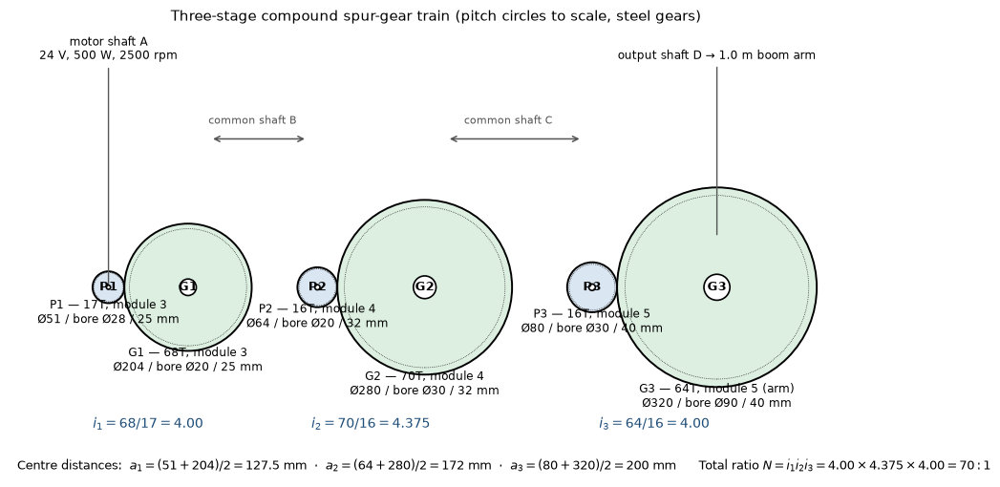 Three-stage compound spur-gear train (pitch circles to scale, steel gears)
motor shaft A
24 V, 500 W, 2500 rpm
output shaft D → 1.0 m boom arm
common shaft B
common shaft C
P1
G1
P2
G2
P3
G3
P1 — 17T, module 3
Ø51 / bore Ø28 / 25 mm
G1 — 68T, module 3
Ø204 / bore Ø20 / 25 mm
P2 — 16T, module 4
Ø64 / bore Ø20 / 32 mm
G2 — 70T, module 4
Ø280 / bore Ø30 / 32 mm
P3 — 16T, module 5
Ø80 / bore Ø30 / 40 mm
G3 — 64T, module 5 (arm)
Ø320 / bore Ø90 / 40 mm
i₁ = 68/17 = 4.00
i₂ = 70/16 = 4.375
i₃ = 64/16 = 4.00
Centre distances: a₁ = (51 + 204)/2 = 127.5 mm · a₂ = (64 + 280)/2 = 172 mm · a₃ = (80 + 320)/2 = 200 mm
Total ratio N = i₁i₂i₃ = 4.00 × 4.375 × 4.00 = 70 : 1